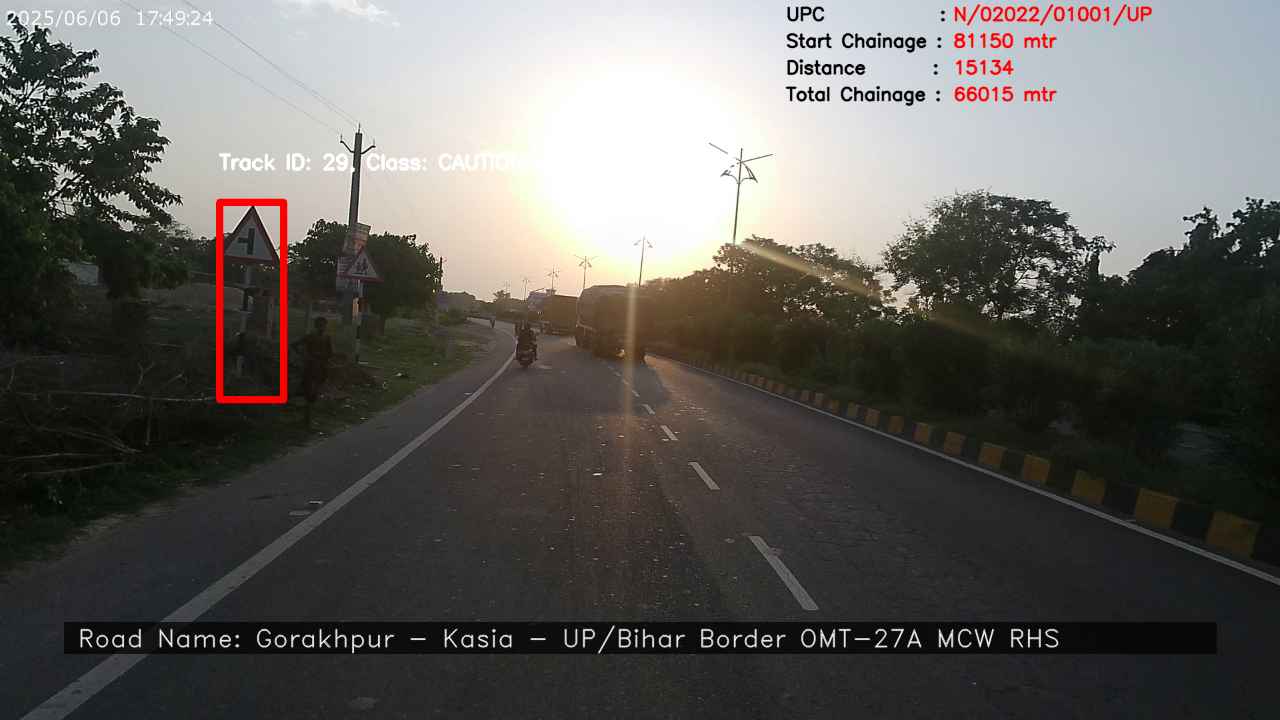 2025/06/06 17:49:24
UPC : N/02022/01001/UP
Start Chainage : 81150 mtr
Distance : 15134
Total Chainage : 66015 mtr
Track ID: 29, Class: CAUTION
Road Name: Gorakhpur - Kasia - UP/Bihar Border OMT-27A MCW RHS